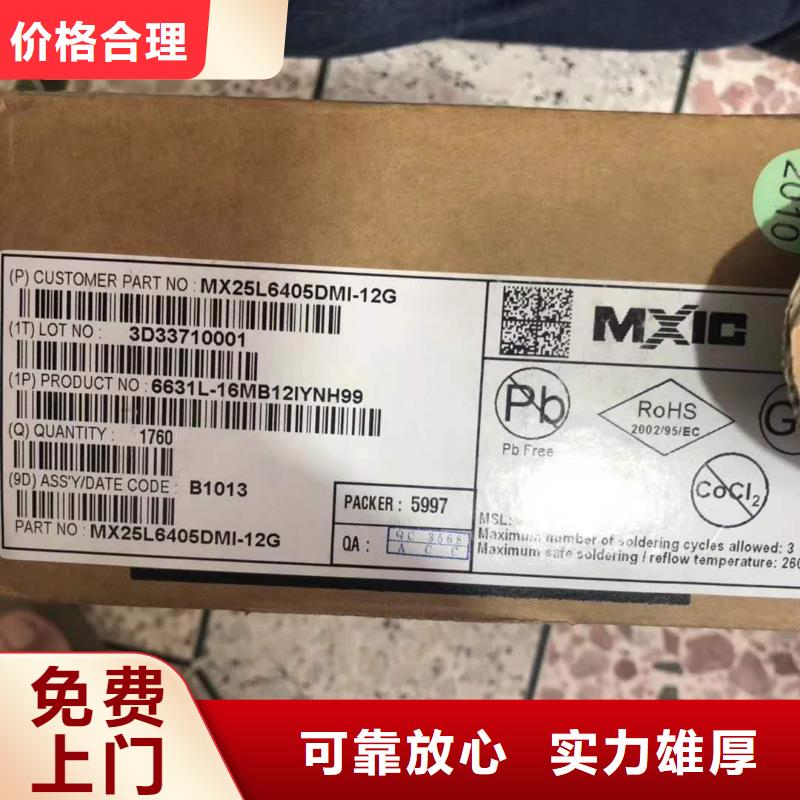 价格合理
2010
(P) CUSTOMER PART NO : MX25L6405DMI-12G
(1T) LOT NO : 3D33710001
(1P) PRODUCT NO : 6631L-16MB12IYNH99
(Q) QUANTITY : 1760
(9D) ASS'Y/DATE CODE : B1013
PART NO : MX25L6405DMI-12G
PACKER : 5997
QA : QC 3568
A C C
MXIC
Pb
Pb Free
RoHS
2002/95/EC
G
CoCl2
MSL:
Maximum number of soldering cycles allowed: 3
Maximum safe soldering / reflow temperature: 260
免费
上门
可靠放心 实力雄厚